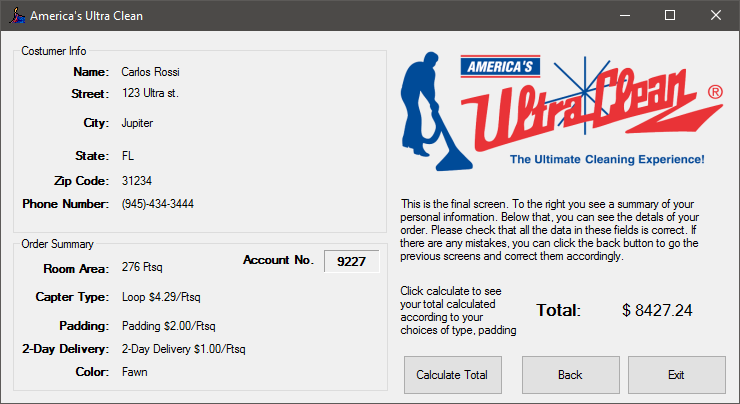 America's Ultra Clean
Costumer Info
Name: Carlos Rossi
Street: 123 Ultra st.
City: Jupiter
State: FL
Zip Code: 31234
Phone Number: (945)-434-3444
Order Summary
Account No. 9227
Room Area: 276 Ftsq
Capter Type: Loop $4.29/Ftsq
Padding: Padding $2.00/Ftsq
2-Day Delivery: 2-Day Delivery $1.00/Ftsq
Color: Fawn
AMERICA'S
Ultra Clean ®
The Ultimate Cleaning Experience!
This is the final screen. To the right you see a summary of your
personal information. Below that, you can see the detals of your
order. Please check that all the data in these fields is correct. If
there are any mistakes, you can click the back button to go the
previous screens and correct them accordingly.
Click calculate to see
your total calculated
according to your
choices of type, padding
Total: $ 8427.24
Calculate Total
Back
Exit